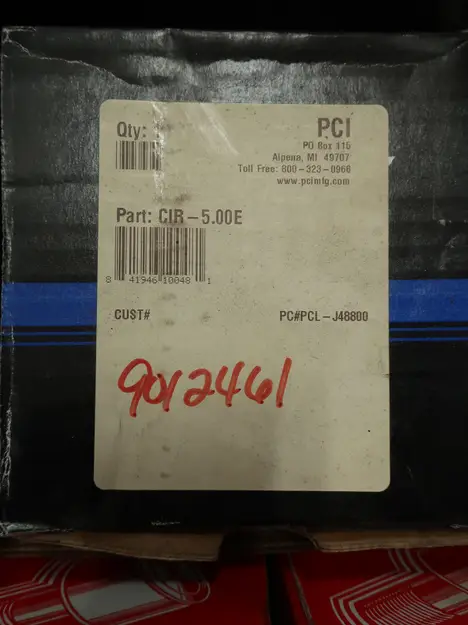 Qty:
PCI
PO Box 115
Alpena, MI 49707
Toll Free: 800-323-0966
www.pcimfg.com
Part: CIR-5.00E
8 41946 10048 1
CUST#
PC#PCL-J48800
9012461